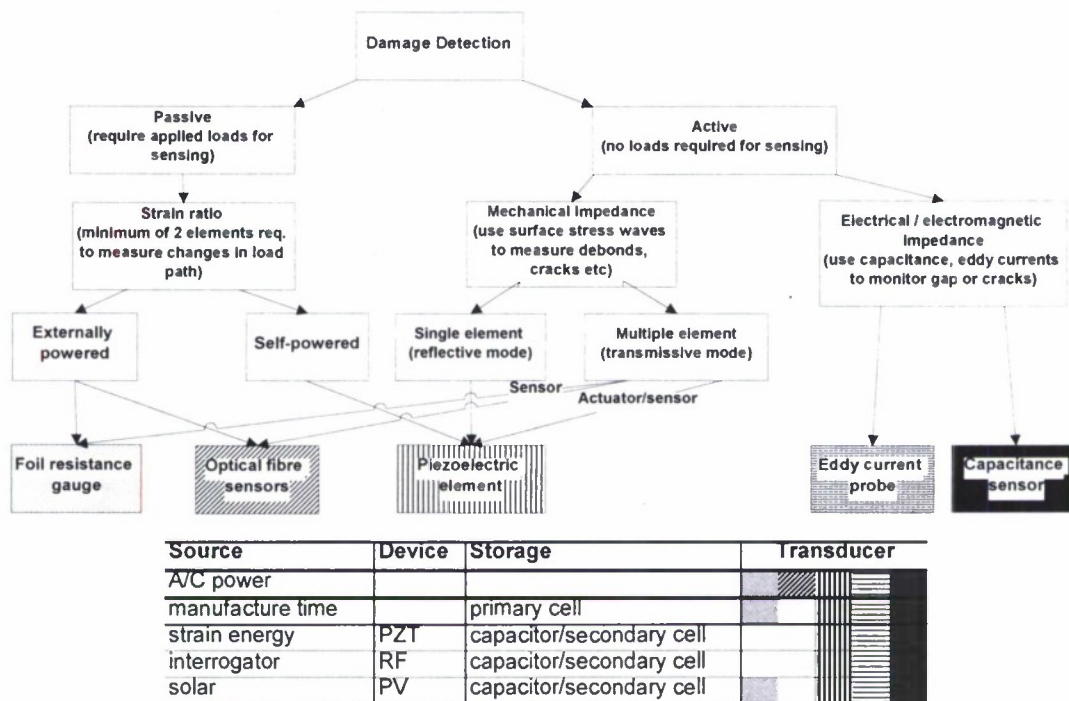 Damage Detection
Passive
(require applied loads for
sensing)
Active
(no loads required for sensing)
Strain ratio
(minimum of 2 elements req.
to measure changes in load
path)
Mechanical Impedance
(use surface stress waves
to measure debonds,
cracks etc)
Electrical / electromagnetic
Impedance
(use capacitance, eddy currents
to monitor gap or cracks)
Externally
powered
Self-powered
Single element
(reflective mode)
Multiple element
(transmissive mode)
Sensor
Actuator/sensor
Foil resistance
gauge
Optical fibre
sensors
Piezoelectric
element
Eddy current
probe
Capacitance
sensor
Source Device Storage Transducer
A/C power
manufacture time primary cell
strain energy PZT capacitor/secondary cell
interrogator RF capacitor/secondary cell
solar PV capacitor/secondary cell